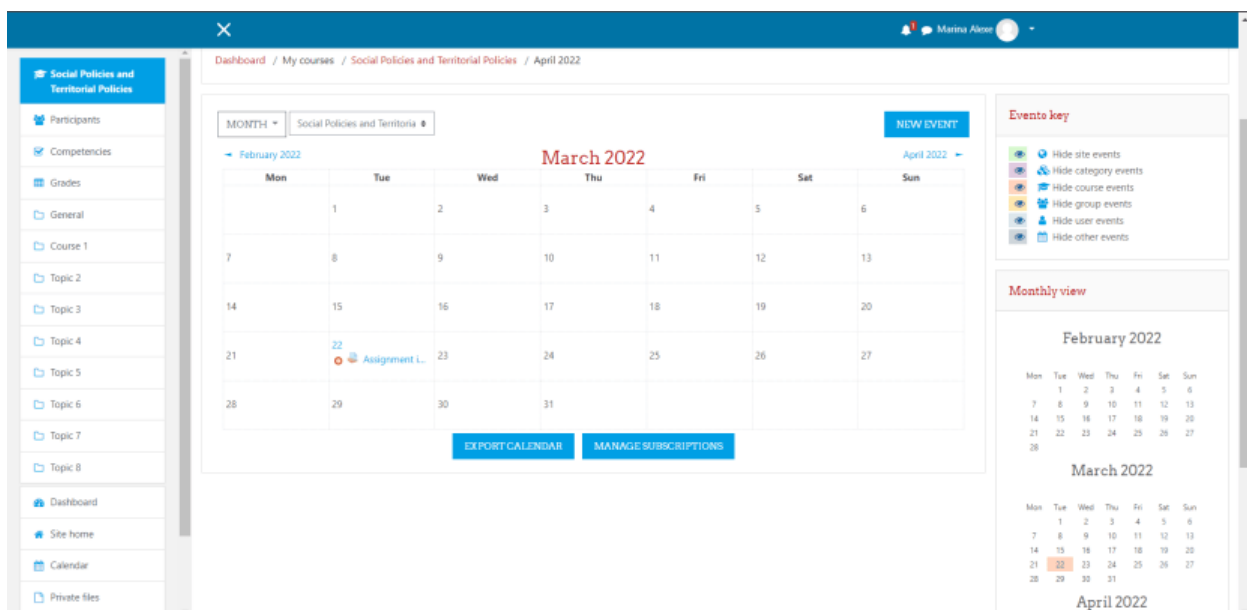 1
Marina Alexe
Social Policies and
Territorial Policies
Participants
Competencies
Grades
General
Course 1
Topic 2
Topic 3
Topic 4
Topic 5
Topic 6
Topic 7
Topic 8
Dashboard
Site home
Calendar
Private files
Dashboard / My courses / Social Policies and Territorial Policies / April 2022
MONTH Social Policies and Territoria
NEW EVENT
February 2022 March 2022 April 2022
Mon Tue Wed Thu Fri Sat Sun
1 2 3 4 5 6
7 8 9 10 11 12 13
14 15 16 17 18 19 20
21 22 23 24 25 26 27
Assignment i...
28 29 30 31
EXPORT CALENDAR MANAGE SUBSCRIPTIONS
Evento key
Hide site events
Hide category events
Hide course events
Hide group events
Hide user events
Hide other events
Monthly view
February 2022
Mon Tue Wed Thu Fri Sat Sun
1 2 3 4 5 6
7 8 9 10 11 12 13
14 15 16 17 18 19 20
21 22 23 24 25 26 27
28
March 2022
Mon Tue Wed Thu Fri Sat Sun
1 2 3 4 5 6
7 8 9 10 11 12 13
14 15 16 17 18 19 20
21 22 23 24 25 26 27
28 29 30 31
April 2022